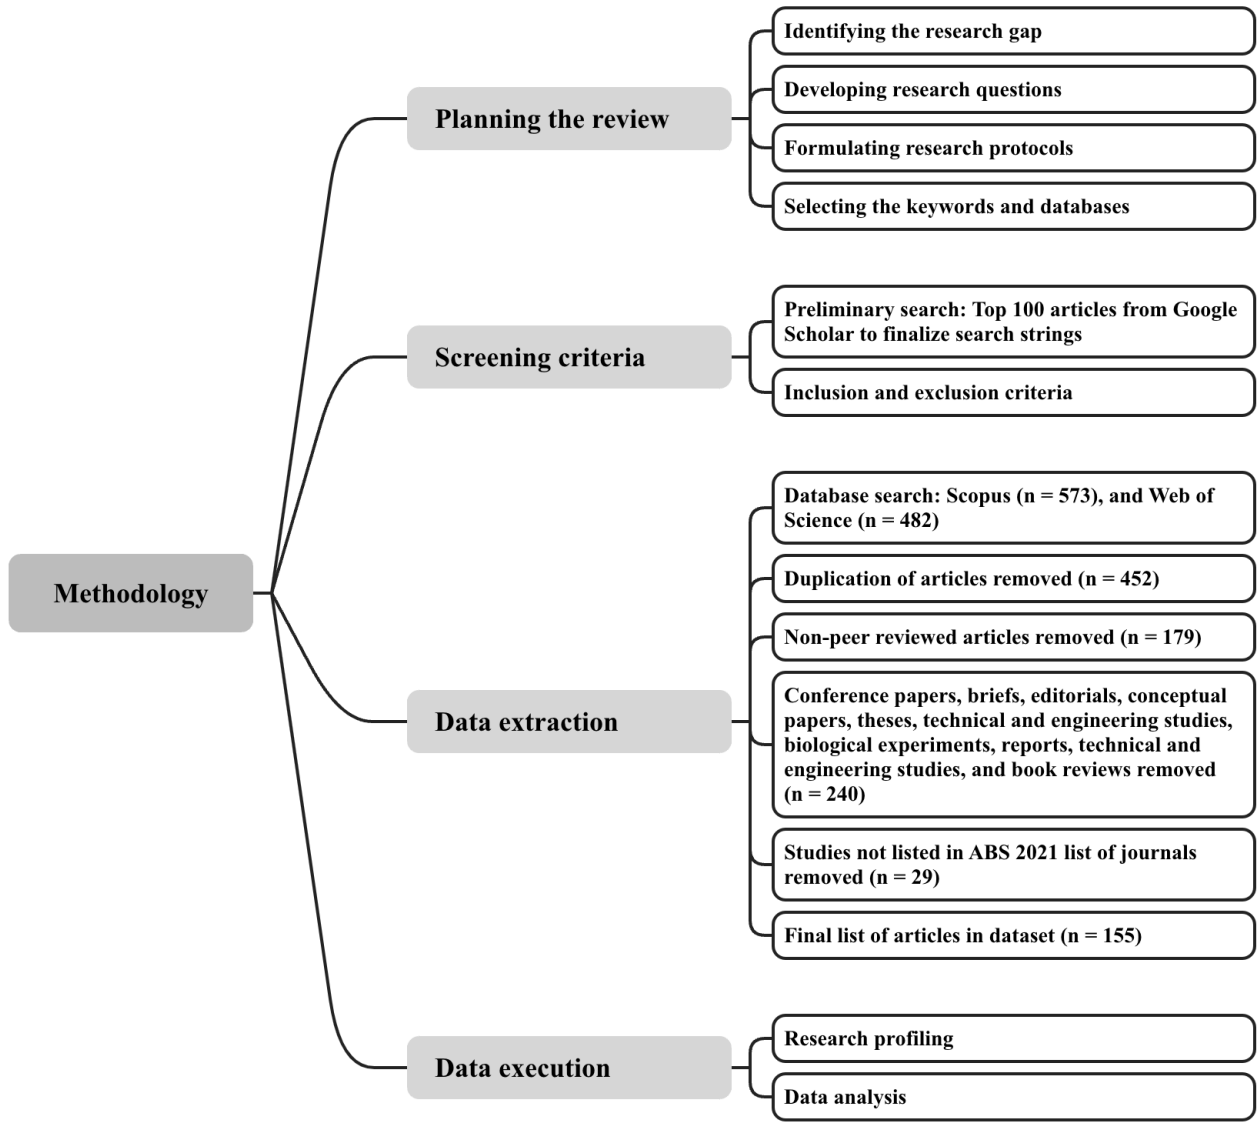 Methodology
Planning the review
Identifying the research gap
Developing research questions
Formulating research protocols
Selecting the keywords and databases
Screening criteria
Preliminary search: Top 100 articles from Google
Scholar to finalize search strings
Inclusion and exclusion criteria
Data extraction
Database search: Scopus (n = 573), and Web of
Science (n = 482)
Duplication of articles removed (n = 452)
Non-peer reviewed articles removed (n = 179)
Conference papers, briefs, editorials, conceptual
papers, theses, technical and engineering studies,
biological experiments, reports, technical and
engineering studies, and book reviews removed
(n = 240)
Studies not listed in ABS 2021 list of journals
removed (n = 29)
Final list of articles in dataset (n = 155)
Data execution
Research profiling
Data analysis